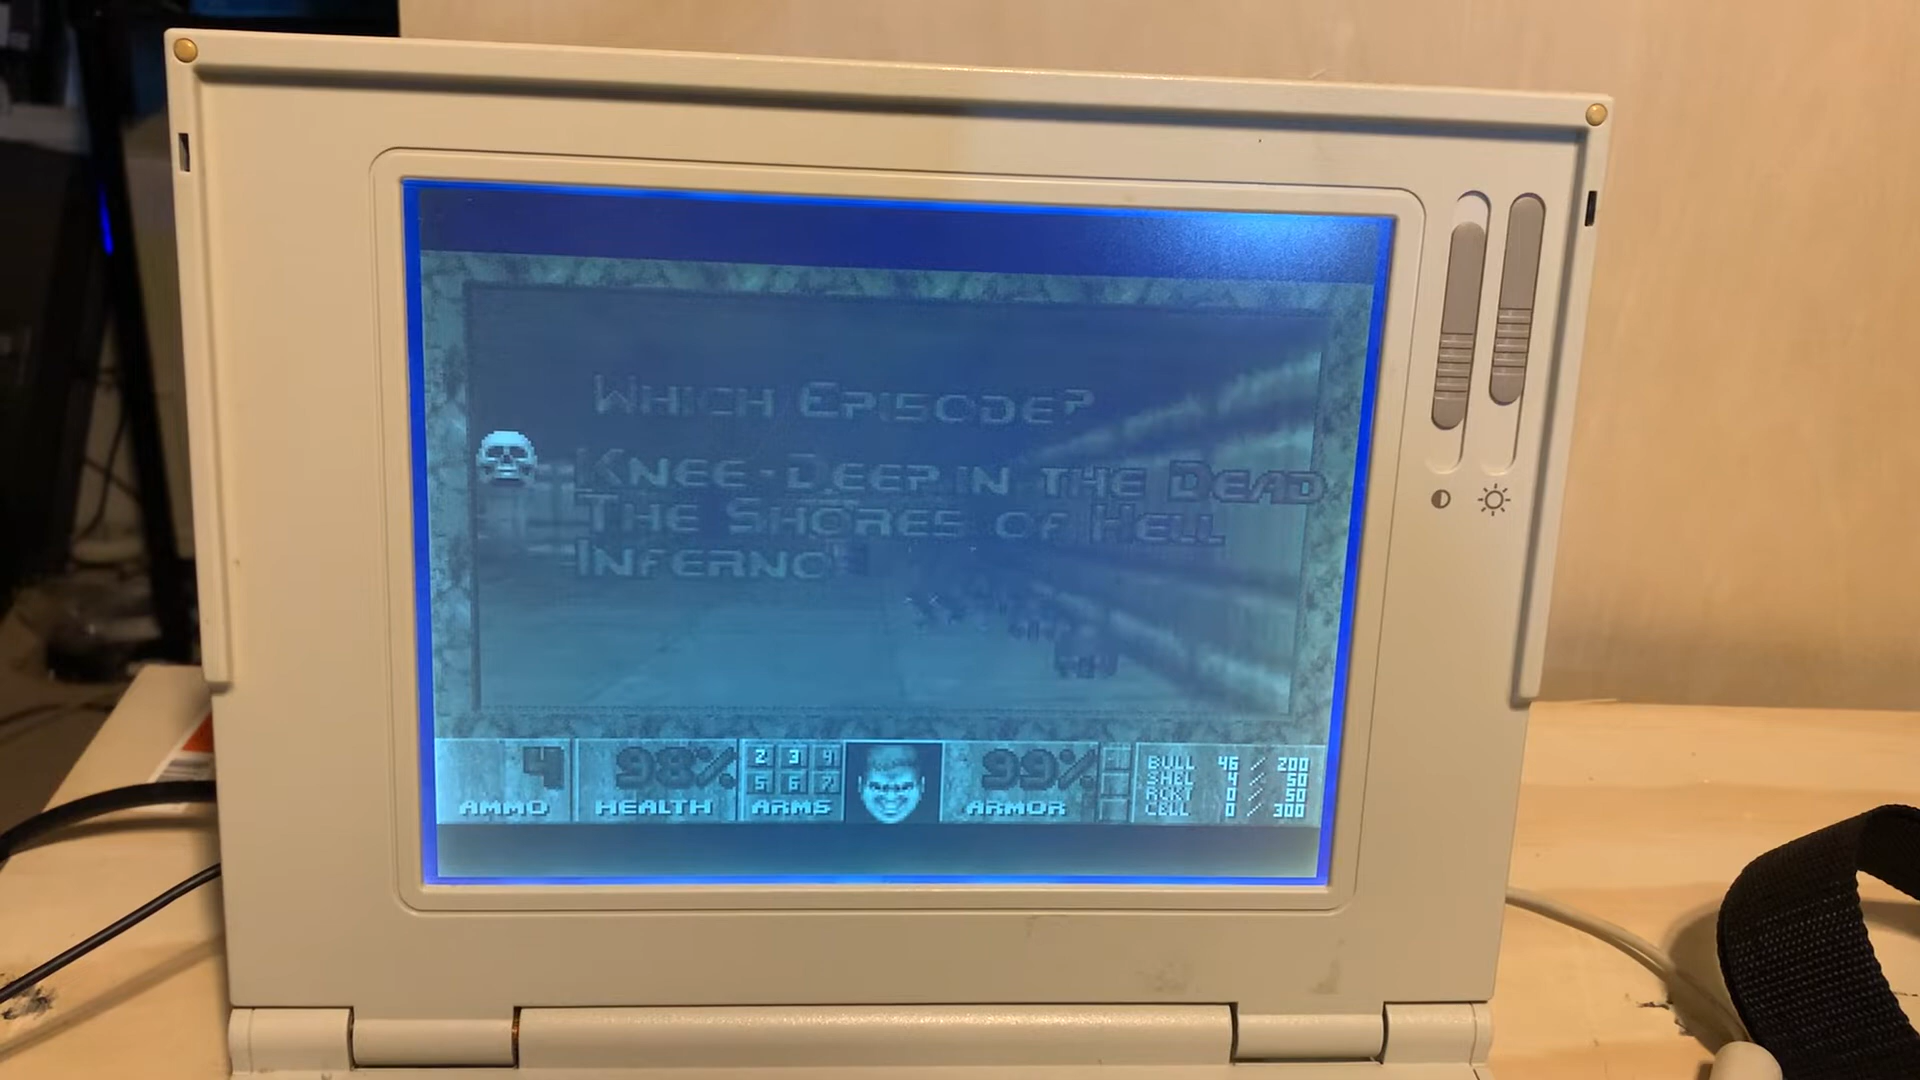 Which Episode?
Knee-Deep in the Dead
The Shores of Hell
Inferno
4 98% 2 3 4 99% BULL 46 / 200
5 6 7 SHEL 4 / 50
RCKT 0 / 50
AMMO HEALTH ARMS ARMOR CELL 0 / 300